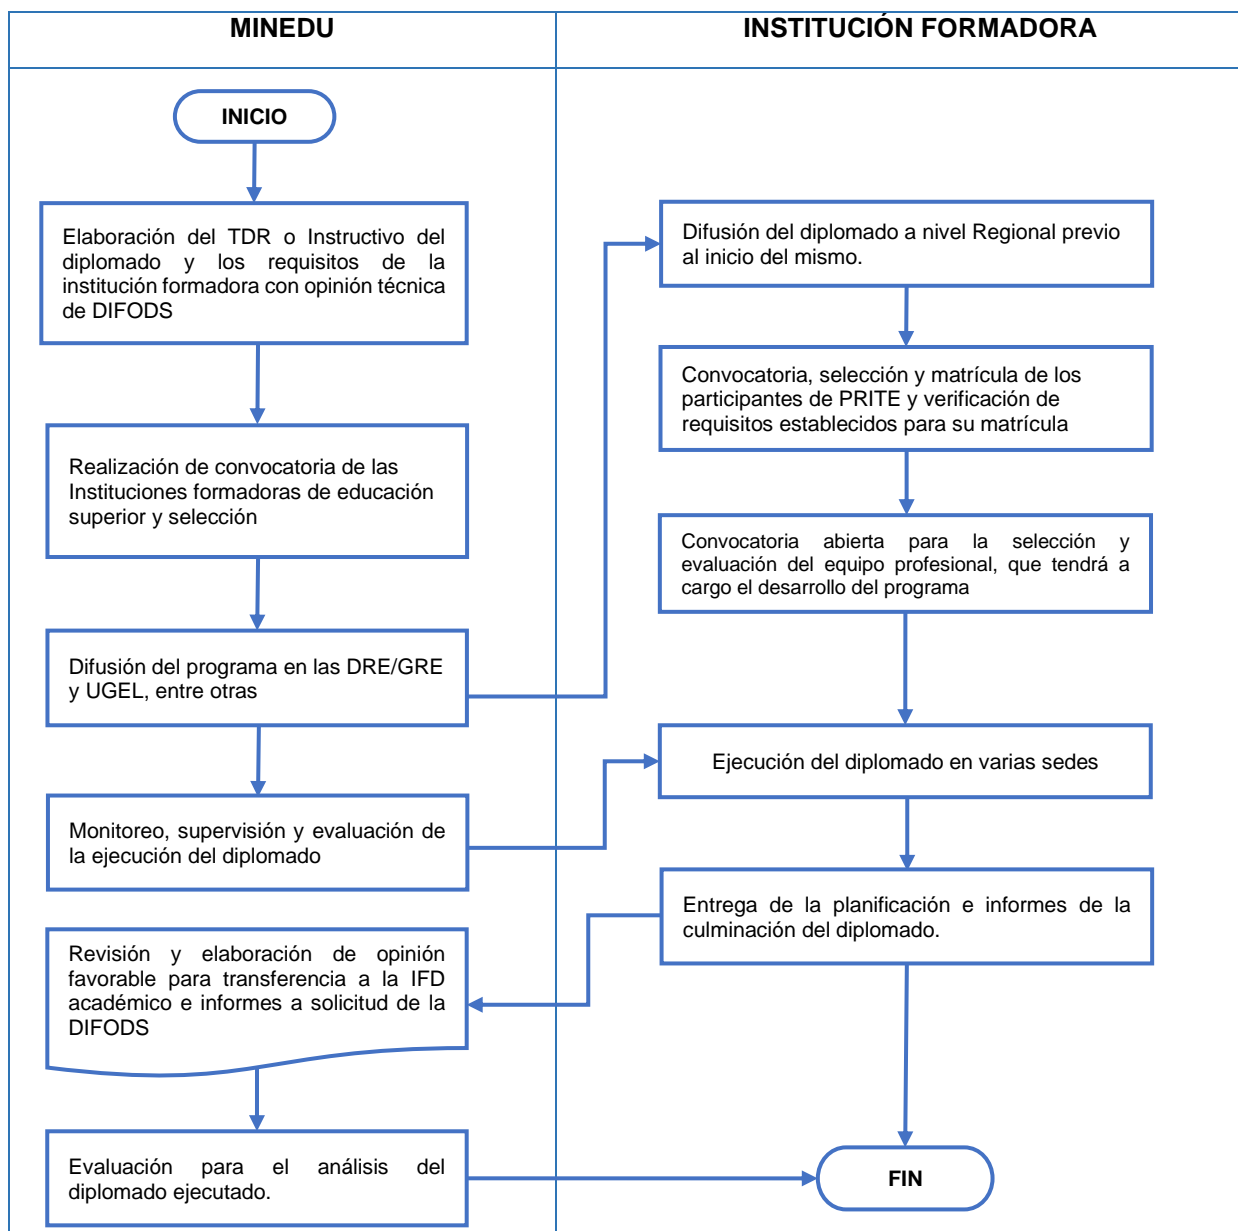 MINEDU
INSTITUCIÓN FORMADORA
INICIO
Elaboración del TDR o Instructivo del
diplomado y los requisitos de la
institución formadora con opinión técnica
de DIFODS
Realización de convocatoria de las
Instituciones formadoras de educación
superior y selección
Difusión del programa en las DRE/GRE
y UGEL, entre otras
Monitoreo, supervisión y evaluación de
la ejecución del diplomado
Revisión y elaboración de opinión
favorable para transferencia a la IFD
académico e informes a solicitud de la
DIFODS
Evaluación para el análisis del
diplomado ejecutado.
Difusión del diplomado a nivel Regional previo
al inicio del mismo.
Convocatoria, selección y matrícula de los
participantes de PRITE y verificación de
requisitos establecidos para su matrícula
Convocatoria abierta para la selección y
evaluación del equipo profesional, que tendrá a
cargo el desarrollo del programa
Ejecución del diplomado en varias sedes
Entrega de la planificación e informes de la
culminación del diplomado.
FIN